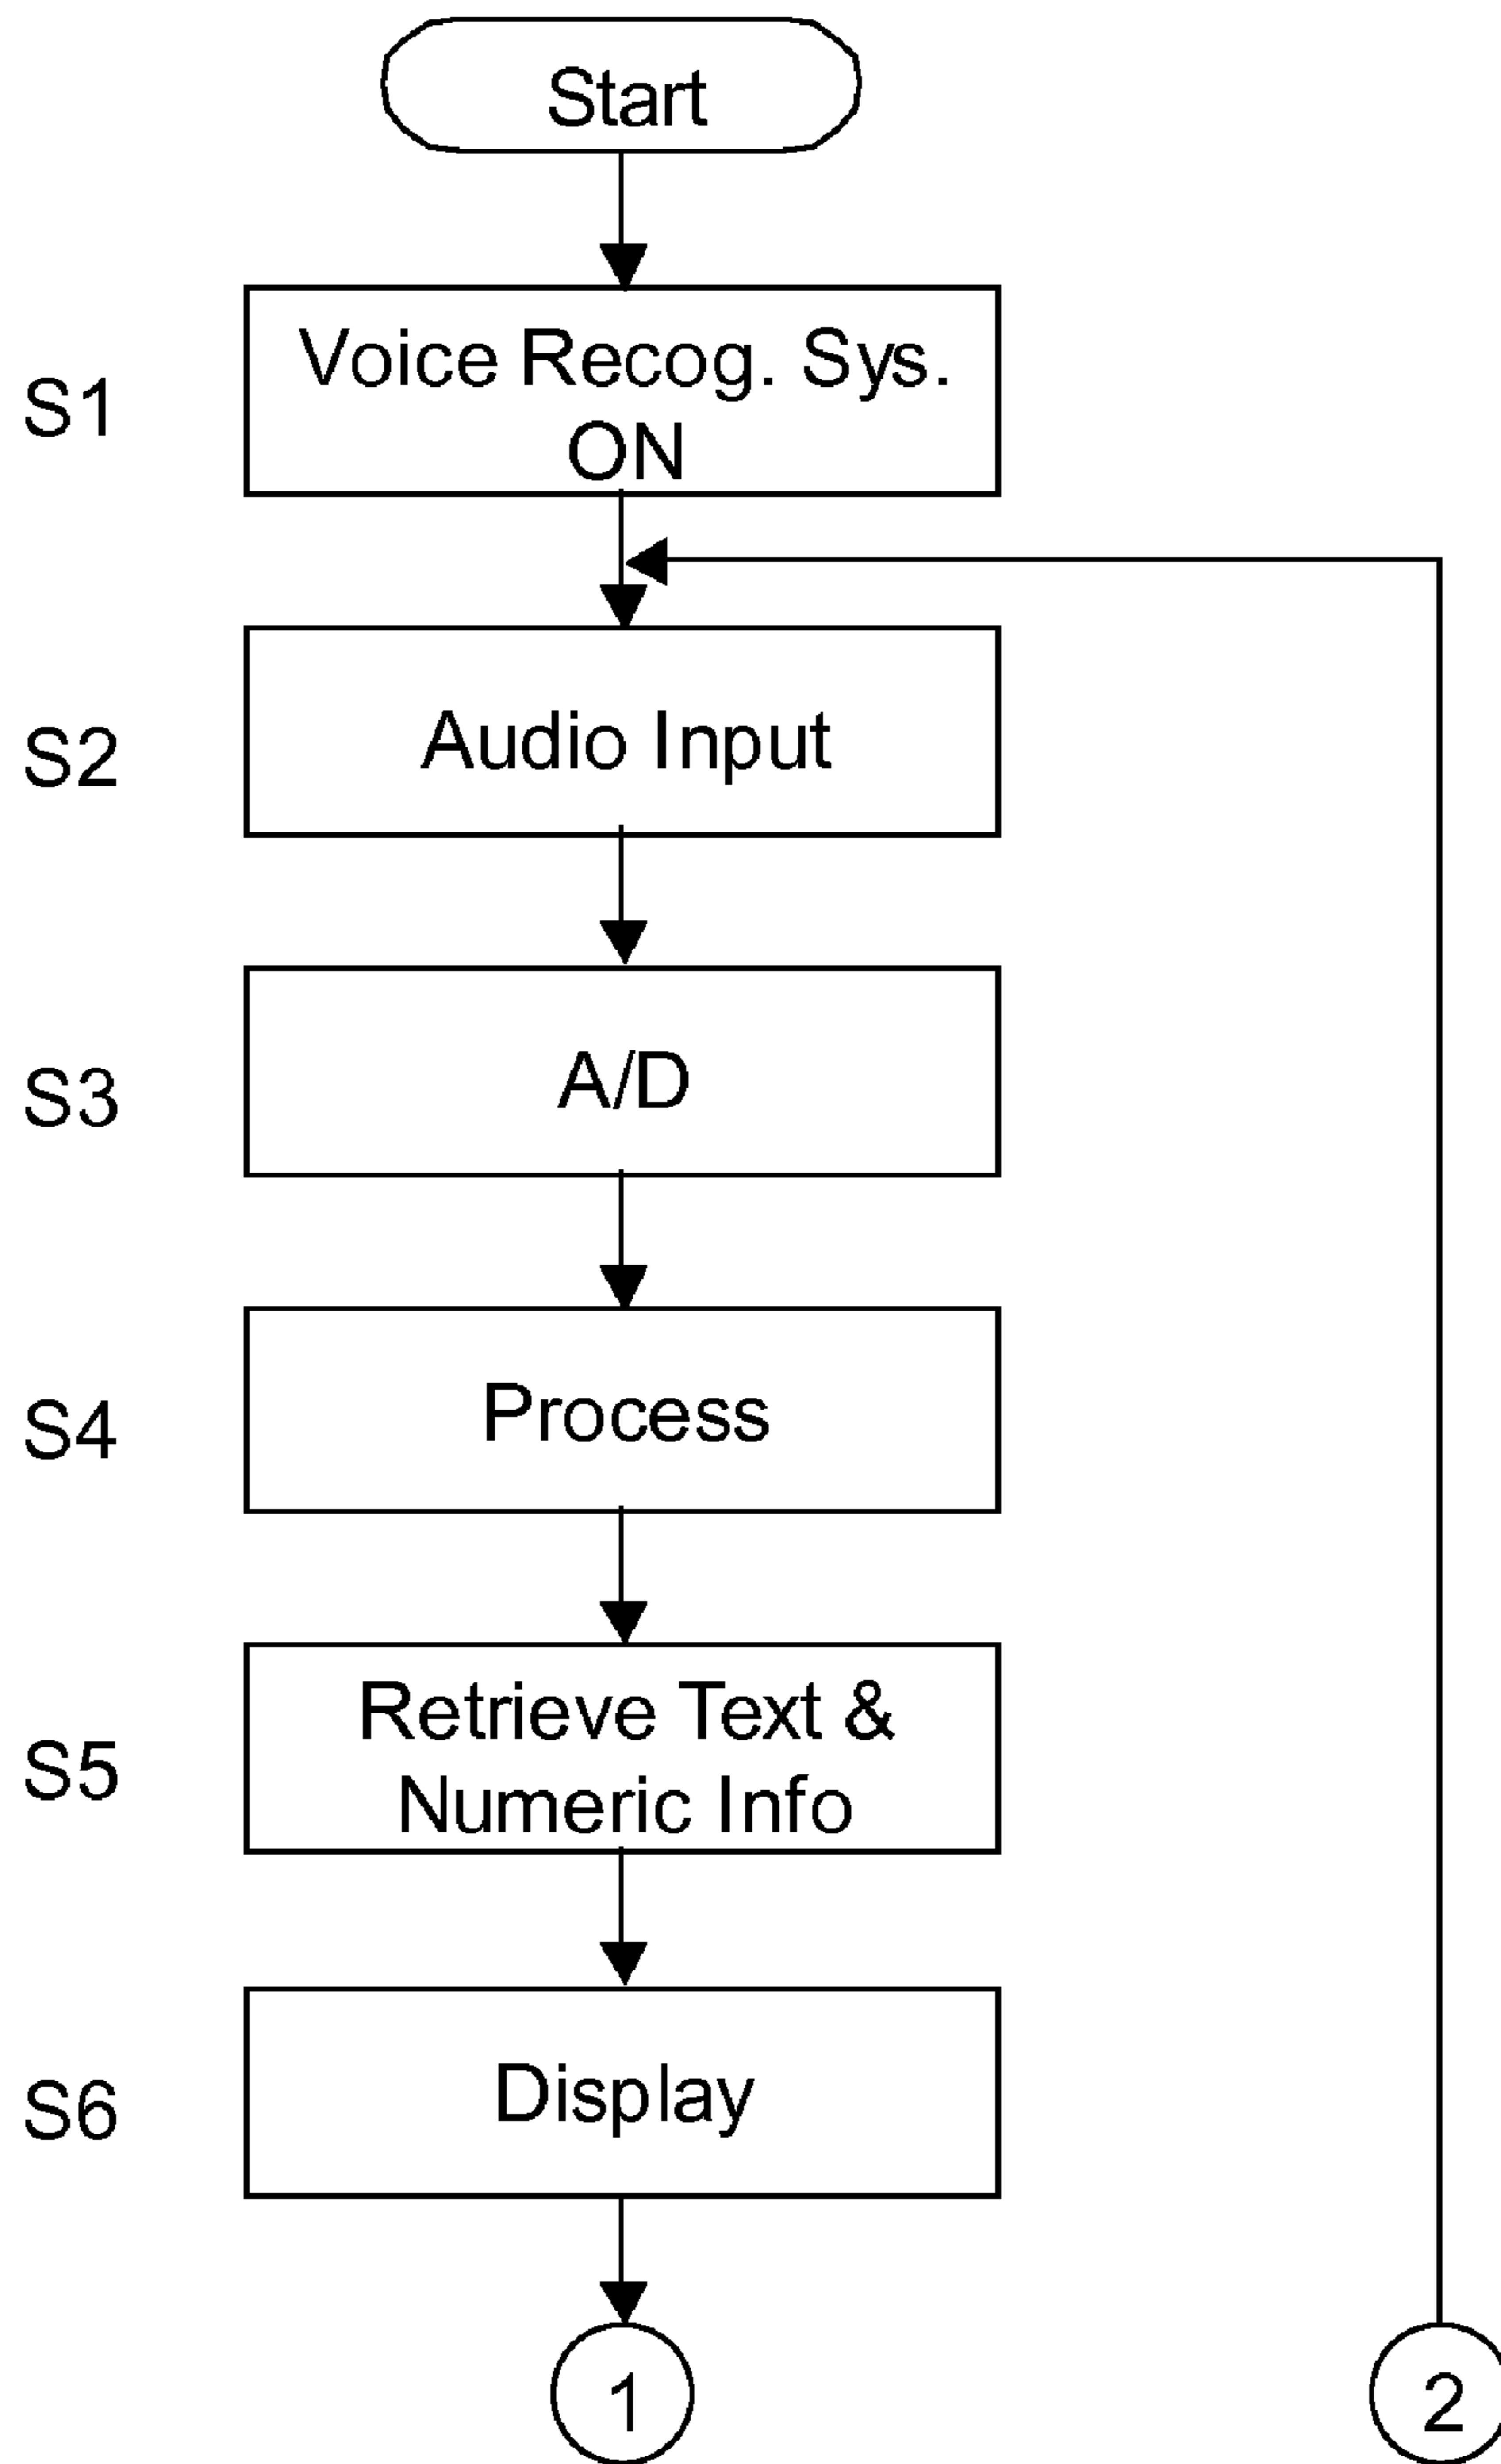 Start
S1
Voice Recog. Sys.
ON
S2
Audio Input
S3
A/D
S4
Process
S5
Retrieve Text &
Numeric Info
S6
Display
1
2